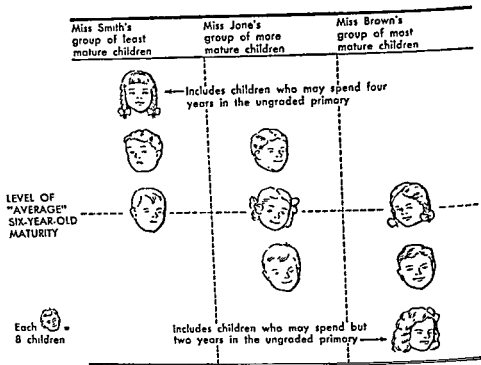 Miss Smith's
group of least
mature children
Miss Jone's
group of more
mature children
Miss Brown's
group of most
mature children
Includes children who may spend four
years in the ungraded primary
LEVEL OF
"AVERAGE"
SIX-YEAR-OLD
MATURITY
Each =
8 children
Includes children who may spend but
two years in the ungraded primary